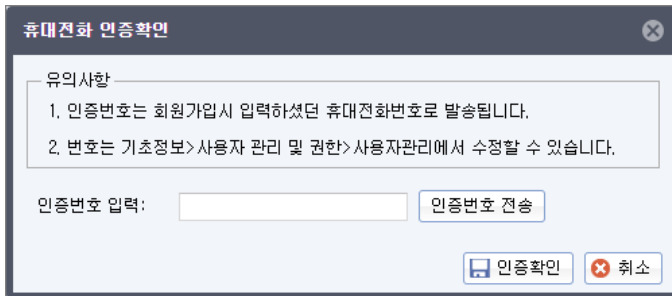 휴대전화 인증확인
유의사항
1. 인증번호는 회원가입시 입력하셨던 휴대전화번호로 발송됩니다.
2. 번호는 기초정보>사용자 관리 및 권한>사용자관리에서 수정할 수 있습니다.
인증번호 입력: 인증번호 전송
인증확인 취소